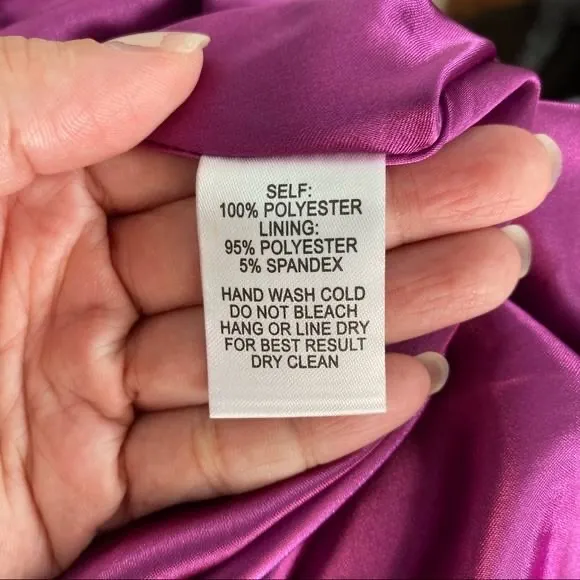 SELF:
100% POLYESTER
LINING:
95% POLYESTER
5% SPANDEX
HAND WASH COLD
DO NOT BLEACH
HANG OR LINE DRY
FOR BEST RESULT
DRY CLEAN